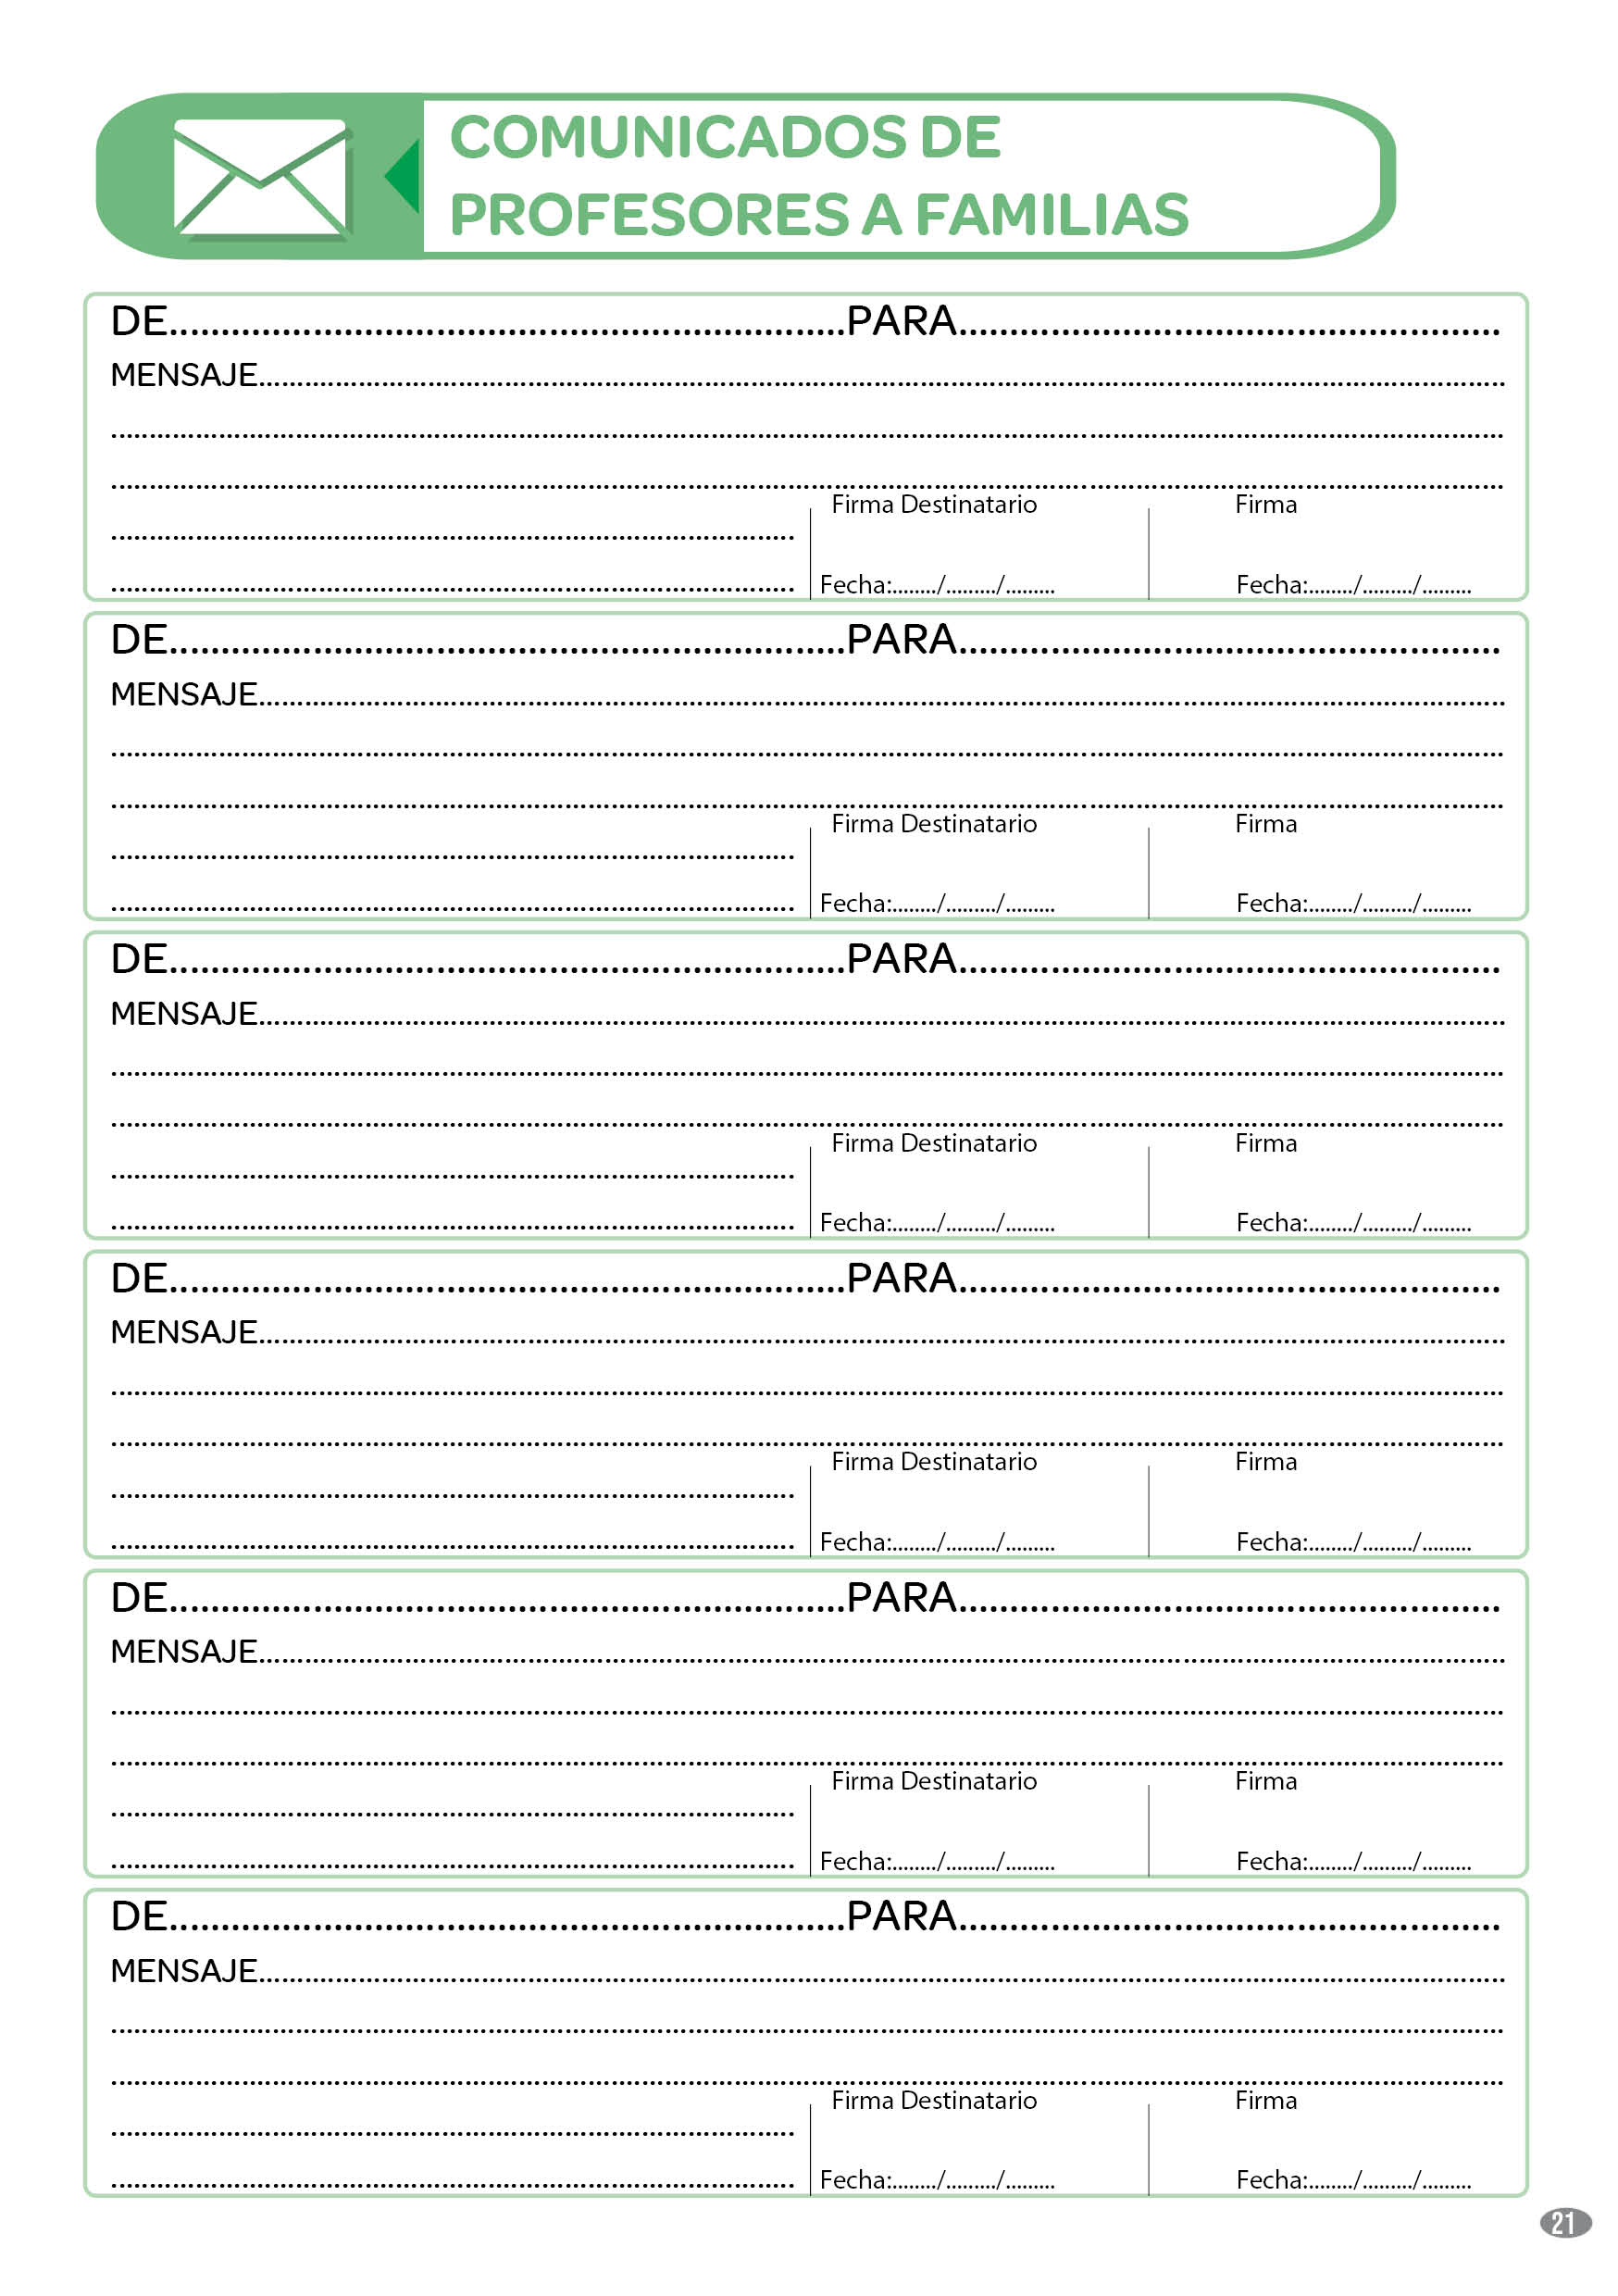 COMUNICADOS DE
PROFESORES A FAMILIAS
DE..................................................................PARA.....................................................
MENSAJE..................................................................................................................................................................
.....................................................................................................................................................................................
.....................................................................................................................................................................................
Firma Destinatario Firma
.........................................................................................
......................................................................................... Fecha:......../........./......... Fecha:......../........./.........
DE..................................................................PARA.....................................................
MENSAJE..................................................................................................................................................................
.....................................................................................................................................................................................
.....................................................................................................................................................................................
Firma Destinatario Firma
.........................................................................................
......................................................................................... Fecha:......../........./......... Fecha:......../........./.........
DE..................................................................PARA.....................................................
MENSAJE..................................................................................................................................................................
.....................................................................................................................................................................................
.....................................................................................................................................................................................
Firma Destinatario Firma
.........................................................................................
......................................................................................... Fecha:......../........./......... Fecha:......../........./.........
DE..................................................................PARA.....................................................
MENSAJE..................................................................................................................................................................
.....................................................................................................................................................................................
.....................................................................................................................................................................................
Firma Destinatario Firma
.........................................................................................
......................................................................................... Fecha:......../........./......... Fecha:......../........./.........
DE..................................................................PARA.....................................................
MENSAJE..................................................................................................................................................................
.....................................................................................................................................................................................
.....................................................................................................................................................................................
Firma Destinatario Firma
.........................................................................................
......................................................................................... Fecha:......../........./......... Fecha:......../........./.........
DE..................................................................PARA.....................................................
MENSAJE..................................................................................................................................................................
.....................................................................................................................................................................................
.....................................................................................................................................................................................
Firma Destinatario Firma
.........................................................................................
......................................................................................... Fecha:......../........./......... Fecha:......../........./.........
21